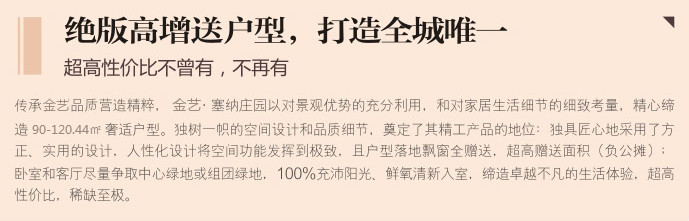 绝版高增送户型，打造全城唯一
超高性价比不曾有，不再有
传承金艺品质营造精粹， 金艺· 塞纳庄园以对景观优势的充分利用，和对家居生活细节的细致考量，精心缔
造 90-120.44㎡ 奢适户型。独树一帜的空间设计和品质细节，奠定了其精工产品的地位：独具匠心地采用了方
正、实用的设计，人性化设计将空间功能发挥到极致，且户型落地飘窗全赠送，超高赠送面积（负公摊）；
卧室和客厅尽量争取中心绿地或组团绿地，100%充沛阳光、鲜氧清新入室，缔造卓越不凡的生活体验，超高
性价比，稀缺至极。